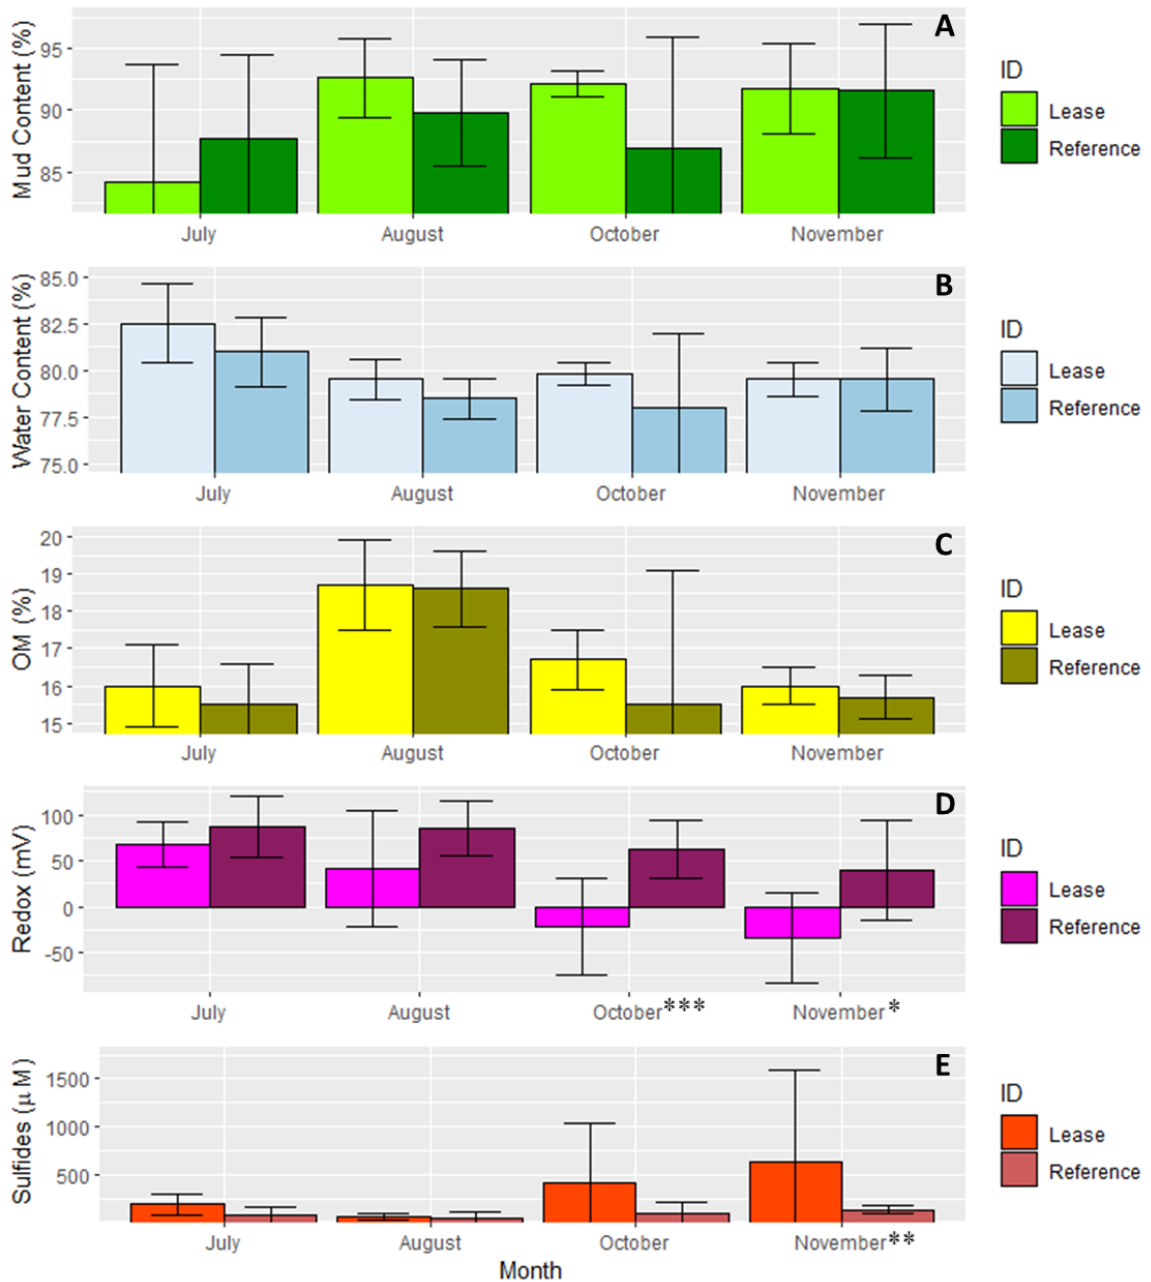 A
Mud Content (%)
95
90
85
July August October November
ID
Lease
Reference
B
Water Content (%)
85.0
82.5
80.0
77.5
75.0
July August October November
ID
Lease
Reference
C
OM (%)
20
19
18
17
16
15
July August October November
ID
Lease
Reference
D
Redox (mV)
100
50
0
-50
July August October*** November*
ID
Lease
Reference
E
Sulfides (μ M)
1500
1000
500
July August October November**
Month
ID
Lease
Reference